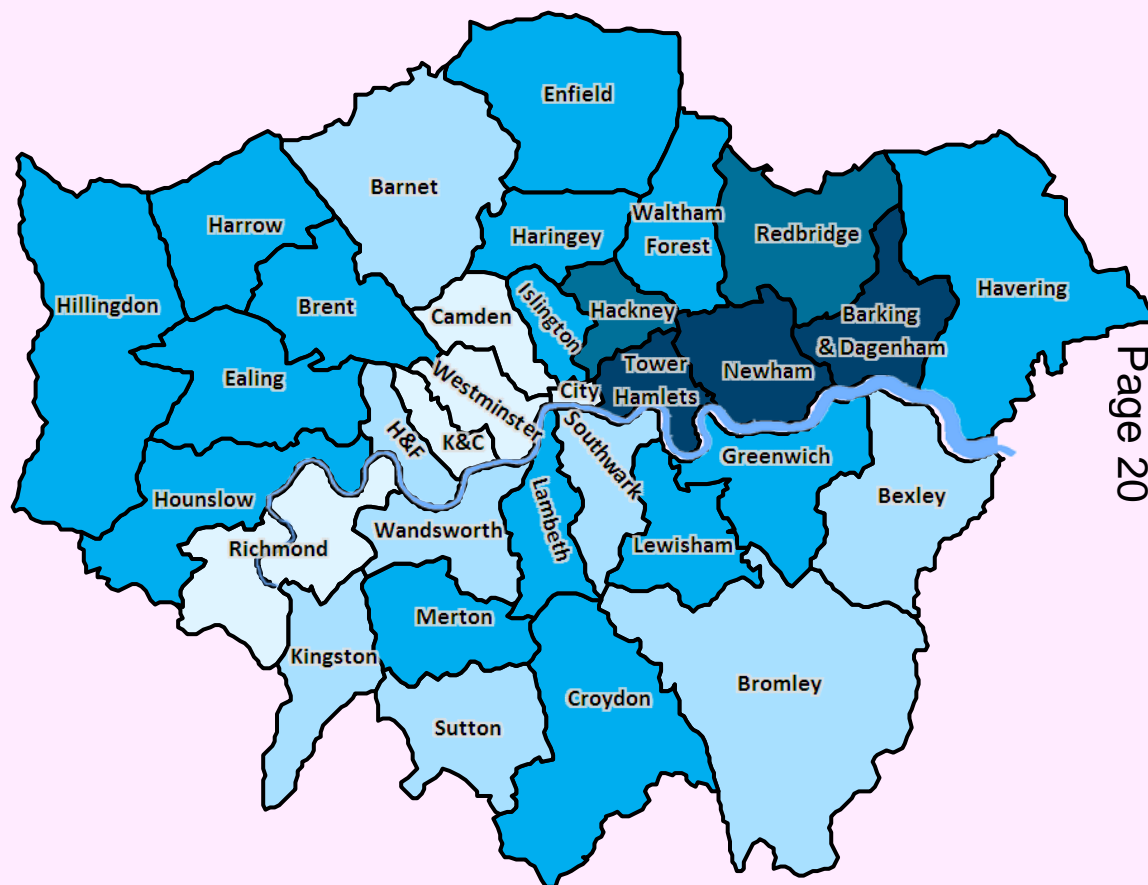 Enfield
Barnet
Harrow
Haringey
Waltham
Forest
Redbridge
Hillingdon
Brent
Camden
Islington
Hackney
Havering
Barking
& Dagenham
Ealing
Westminster
City
Tower
Hamlets
Newham
H&F
K&C
Southwark
Greenwich
Page 20
Hounslow
Bexley
Richmond
Wandsworth
Lambeth
Lewisham
Merton
Kingston
Sutton
Croydon
Bromley